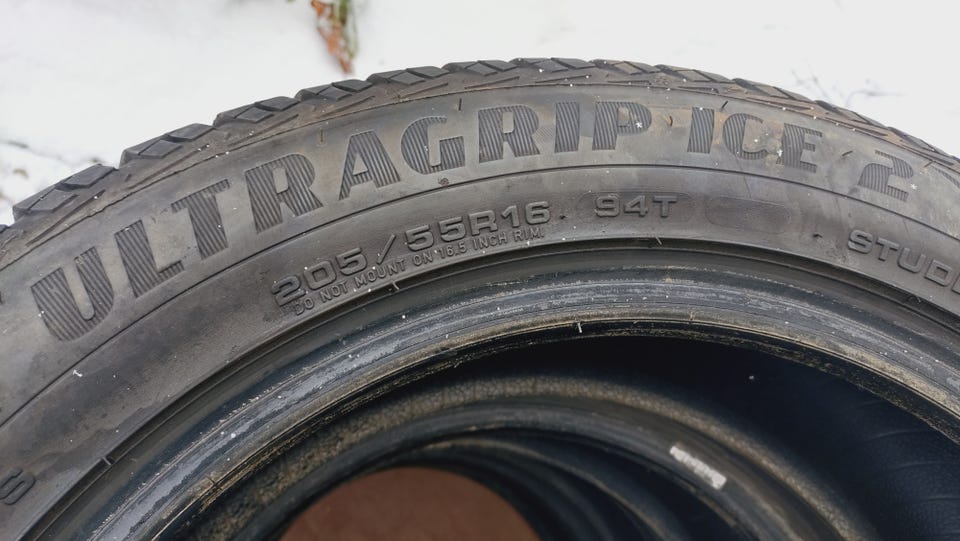 ULTRAGRIP ICE 2
205/55R16 94T
DO NOT MOUNT ON 16.5 INCH RIM.